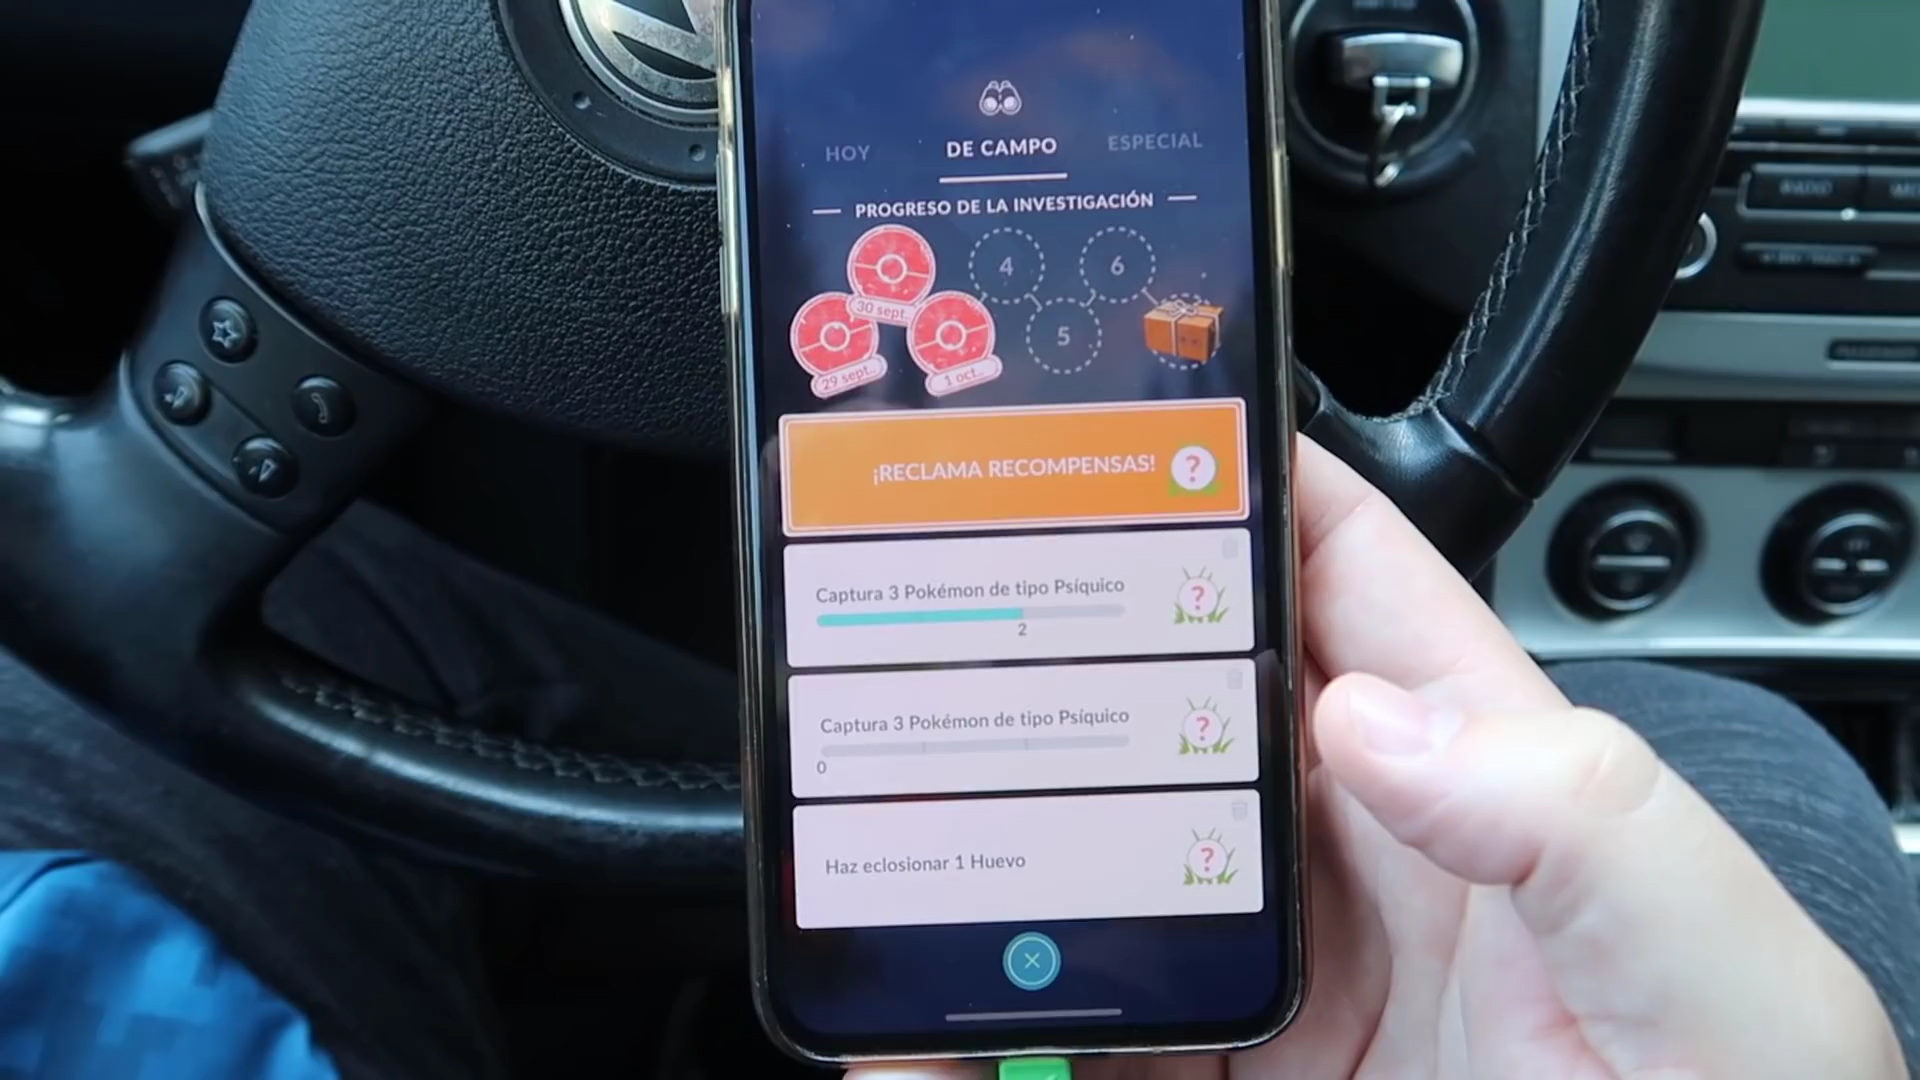 HOY
DE CAMPO
ESPECIAL
PROGRESO DE LA INVESTIGACIÓN
4
6
30 sept..
5
29 sept..
1 oct..
¡RECLAMA RECOMPENSAS!
?
Captura 3 Pokémon de tipo Psíquico
?
2
Captura 3 Pokémon de tipo Psíquico
?
0
Haz eclosionar 1 Huevo
?
RADIO